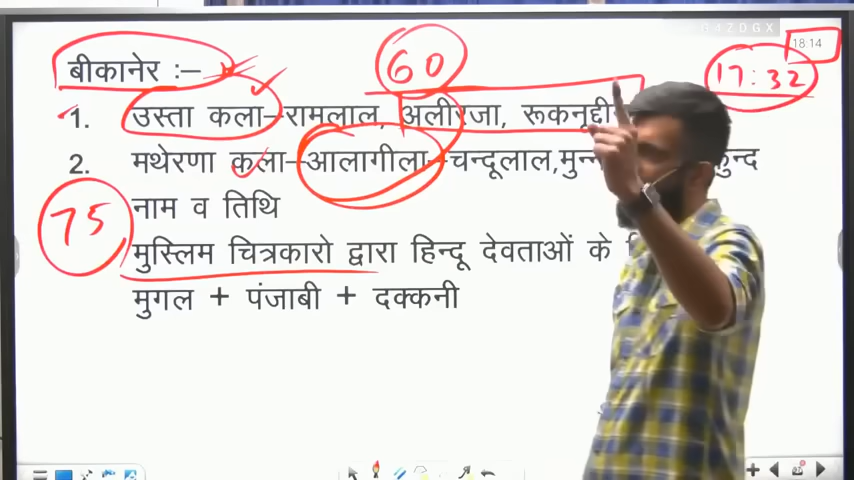 G4ZDGX
18:14
बीकानेर :-
60
17:32
1. उस्ता कला-रामलाल, अलीरजा,
2. मथेरणा कला-आलागीला-चन्दूलाल,
75
नाम व तिथि
मुस्लिम चित्रकारो द्वारा हिन्दू देवताओं के
मुगल + पंजाबी + दक्कनी